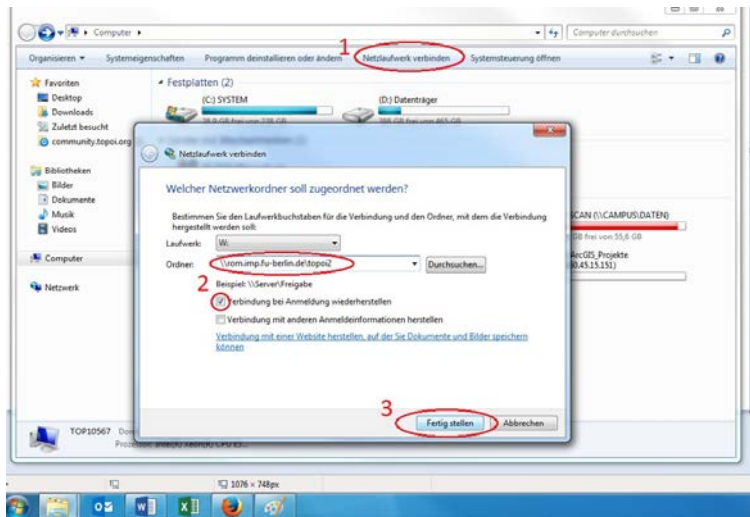 Computer
Computer durchsuchen
1
Organisieren
Systemeigenschaften
Programm deinstallieren oder ändern
Netzlaufwerk verbinden
Systemsteuerung öffnen
Favoriten
Desktop
Downloads
Zuletzt besucht
community.topoi.org
Bibliotheken
Bilder
Dokumente
Musik
Videos
Computer
Netzwerk
Festplatten (2)
(C:) SYSTEM
(D:) Datenträger
Netzlaufwerk verbinden
Welcher Netzwerkordner soll zugeordnet werden?
Bestimmen Sie den Laufwerkbuchstaben für die Verbindung und den Ordner, mit dem die Verbindung
hergestellt werden soll:
Laufwerk: W:
Ordner: \\rom.imp.fu-berlin.de\topoi2 Durchsuchen...
Beispiel: \\Server\Freigabe
2
Verbindung bei Anmeldung wiederherstellen
Verbindung mit anderen Anmeldeinformationen herstellen
Verbindung mit einer Website herstellen, auf der Sie Dokumente und Bilder speichern
können
3
Fertig stellen Abbrechen
SCAN (\\CAMPUS\DATEN)
GB frei von 55,6 GB
ArcGIS_Projekte
0.45.15.151)
TOP10567
1076 × 748px